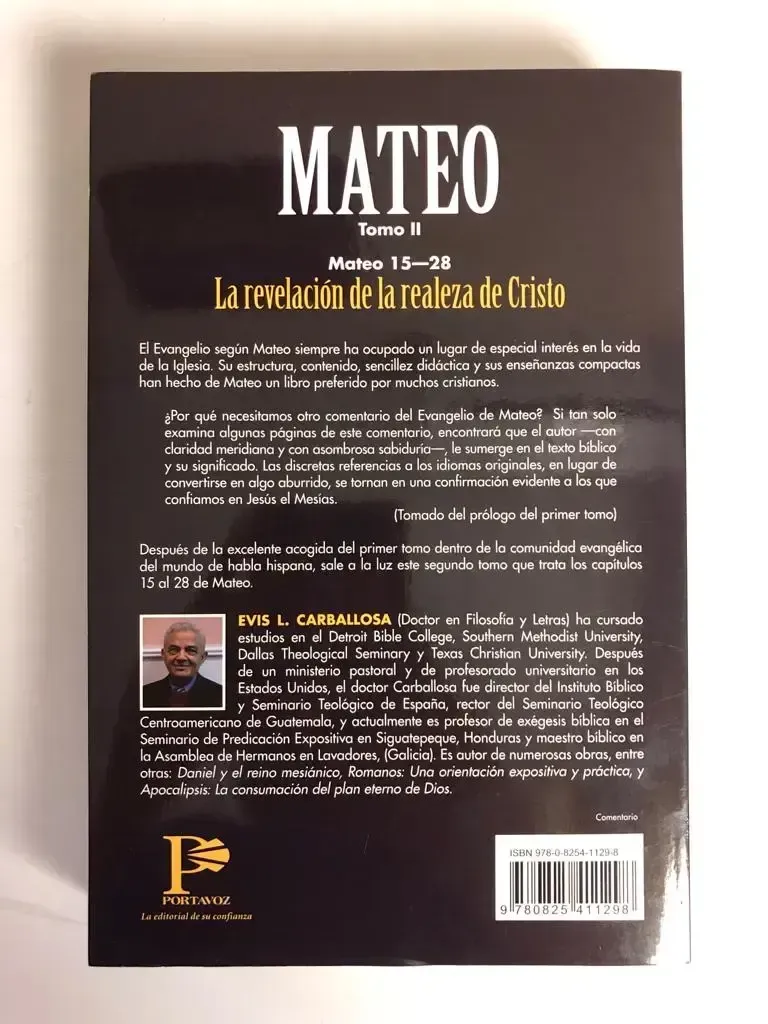 MATEO
Tomo II
Mateo 15—28
La revelación de la realeza de Cristo
El Evangelio según Mateo siempre ha ocupado un lugar de especial interés en la vida
de la Iglesia. Su estructura, contenido, sencillez didáctica y sus enseñanzas compactas
han hecho de Mateo un libro preferido por muchos cristianos.
¿Por qué necesitamos otro comentario del Evangelio de Mateo? Si tan solo
examina algunas páginas de este comentario, encontrará que el autor —con
claridad meridiana y con asombrosa sabiduría—, le sumerge en el texto bíblico
y su significado. Las discretas referencias a los idiomas originales, en lugar de
convertirse en algo aburrido, se tornan en una confirmación evidente a los que
confiamos en Jesús el Mesías.
(Tomado del prólogo del primer tomo)
Después de la excelente acogida del primer tomo dentro de la comunidad evangélica
del mundo de habla hispana, sale a la luz este segundo tomo que trata los capítulos
15 al 28 de Mateo.
EVIS L. CARBALLOSA (Doctor en Filosofía y Letras) ha cursado
estudios en el Detroit Bible College, Southern Methodist University,
Dallas Theological Seminary y Texas Christian University. Después
de un ministerio pastoral y de profesorado universitario en los
Estados Unidos, el doctor Carballosa fue director del Instituto Bíblico
y Seminario Teológico de España, rector del Seminario Teológico
Centroamericano de Guatemala, y actualmente es profesor de exégesis bíblica en el
Seminario de Predicación Expositiva en Siguatepeque, Honduras y maestro bíblico en
la Asamblea de Hermanos en Lavadores, (Galicia). Es autor de numerosas obras, entre
otras: Daniel y el reino mesiánico, Romanos: Una orientación expositiva y práctica, y
Apocalipsis: La consumación del plan eterno de Dios.
Comentario
P
PORTAVOZ
La editorial de su confianza
ISBN 978-0-8254-1129-8
9 780825 411298